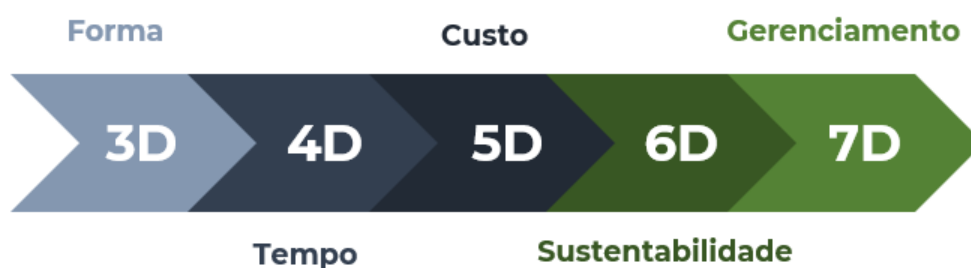 Forma
Custo
Gerenciamento
3D
4D
5D
6D
7D
Tempo
Sustentabilidade